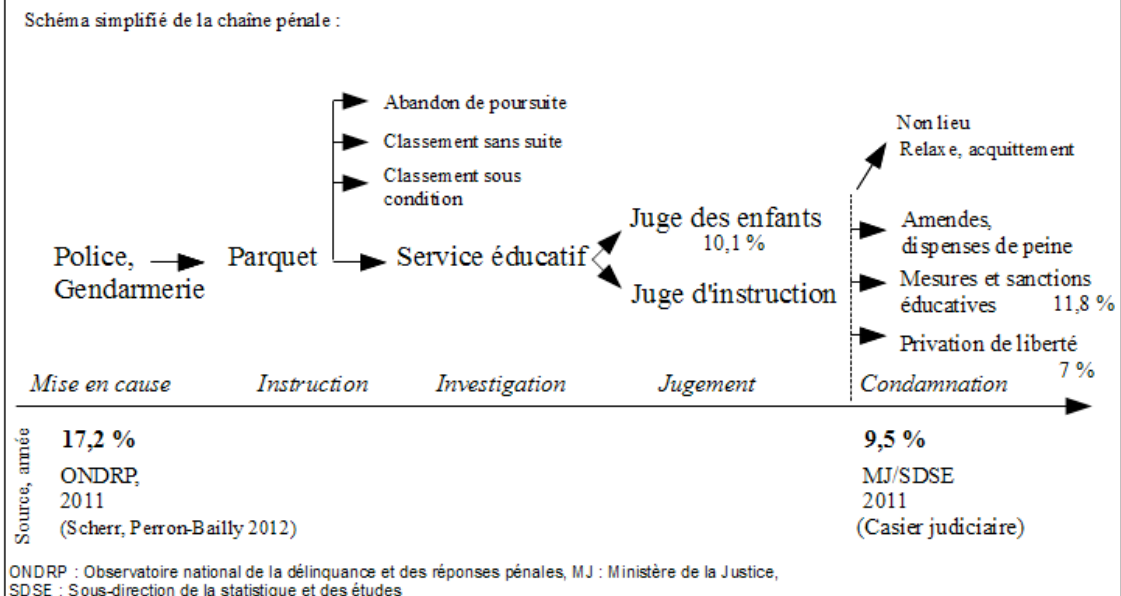 Schéma simplifié de la chaîne pénale :
Abandon de poursuite
Classement sans suite
Classement sous
condition
Police,
Gendarmerie
Parquet
Service éducatif
Juge des enfants
10,1 %
Juge d'instruction
Non lieu
Relaxe, acquittement
Amendes,
dispenses de peine
Mesures et sanctions
éducatives 11,8 %
Privation de liberté
7 %
Mise en cause
Instruction
Investigation
Jugement
Condamnation
Source, année
17,2 %
ONDRP,
2011
(Scherr, Perron-Bailly 2012)
9,5 %
MJ/SDSE
2011
(Casier judiciaire)
ONDRP : Observatoire national de la délinquance et des réponses pénales, MJ : Ministère de la Justice,
SDSE : Sous-direction de la statistique et des études